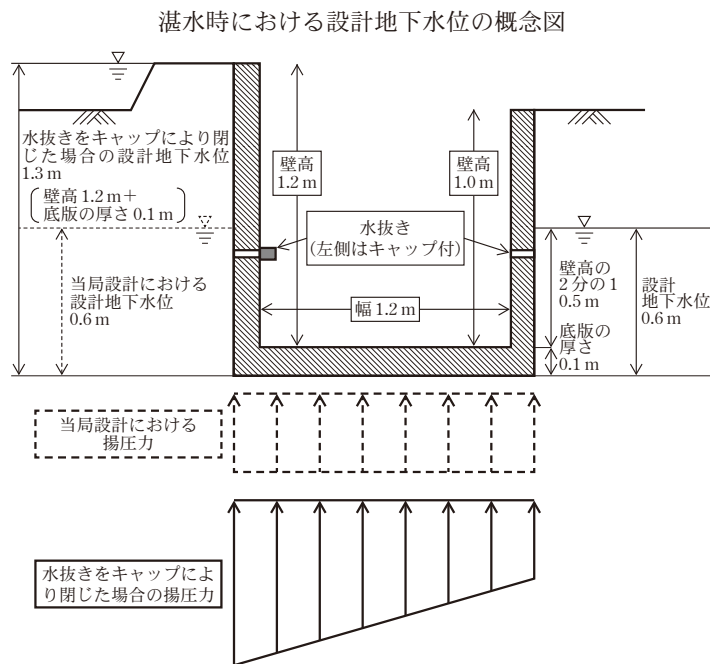 湛水時における設計地下水位の概念図
水抜きをキャップにより閉
じた場合の設計地下水位
1.3 m
壁高 1.2 m＋
底版の厚さ 0.1 m
当局設計における
設計地下水位
0.6 m
壁高
1.2 m
壁高
1.0 m
水抜き
(左側はキャップ付)
幅 1.2 m
壁高の
2 分の 1
0.5 m
底版の
厚さ
0.1 m
設計
地下水位
0.6 m
当局設計における
揚圧力
水抜きをキャップによ
り閉じた場合の揚圧力